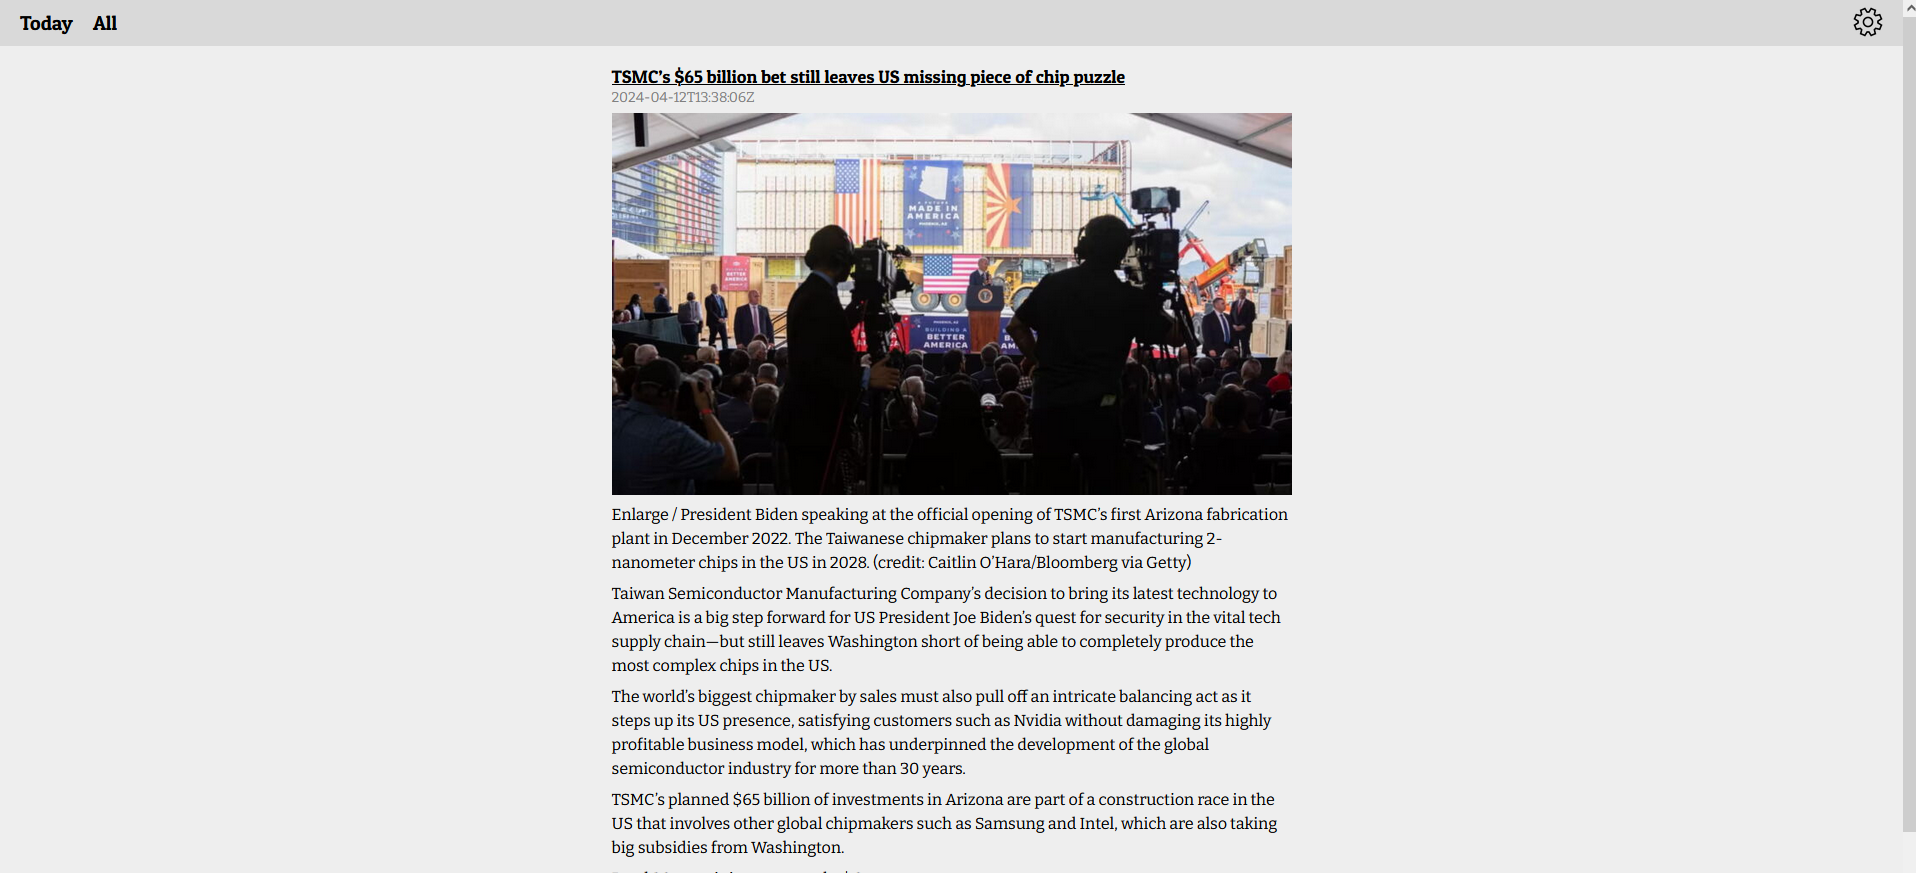 Today All
TSMC’s $65 billion bet still leaves US missing piece of chip puzzle
2024-04-12T13:38:06Z
MADE IN
AMERICA
BETTER
AMERICA
BUILDING A
BETTER
AMERICA
Enlarge / President Biden speaking at the official opening of TSMC’s first Arizona fabrication
plant in December 2022. The Taiwanese chipmaker plans to start manufacturing 2-
nanometer chips in the US in 2028. (credit: Caitlin O’Hara/Bloomberg via Getty)
Taiwan Semiconductor Manufacturing Company’s decision to bring its latest technology to
America is a big step forward for US President Joe Biden’s quest for security in the vital tech
supply chain—but still leaves Washington short of being able to completely produce the
most complex chips in the US.
The world’s biggest chipmaker by sales must also pull off an intricate balancing act as it
steps up its US presence, satisfying customers such as Nvidia without damaging its highly
profitable business model, which has underpinned the development of the global
semiconductor industry for more than 30 years.
TSMC’s planned $65 billion of investments in Arizona are part of a construction race in the
US that involves other global chipmakers such as Samsung and Intel, which are also taking
big subsidies from Washington.